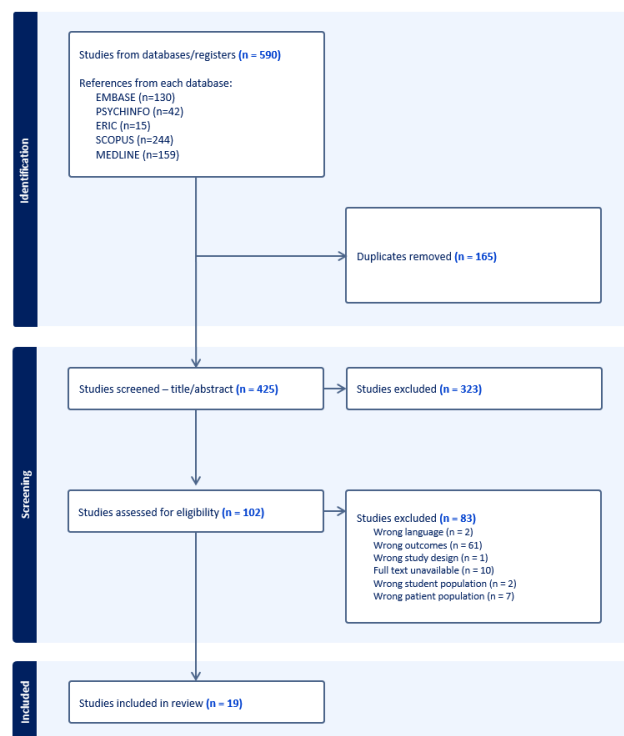 Identification
Studies from databases/registers (n = 590)
References from each database:
EMBASE (n=130)
PSYCHINFO (n=42)
ERIC (n=15)
SCOPUS (n=244)
MEDLINE (n=159)
Duplicates removed (n = 165)
Screening
Studies screened – title/abstract (n = 425)
Studies excluded (n = 323)
Studies assessed for eligibility (n = 102)
Studies excluded (n = 83)
Wrong language (n = 2)
Wrong outcomes (n = 61)
Wrong study design (n = 1)
Full text unavailable (n = 10)
Wrong student population (n = 2)
Wrong patient population (n = 7)
Included
Studies included in review (n = 19)